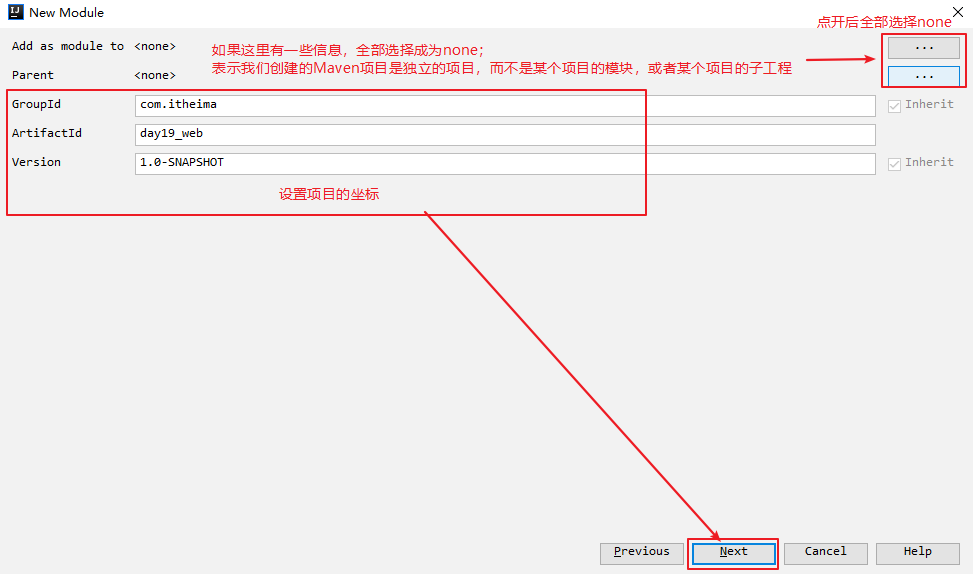 New Module
点开后全部选择none
Add as module to <none>
...
如果这里有一些信息，全部选择成为none；
表示我们创建的Maven项目是独立的项目，而不是某个项目的模块，或者某个项目的子工程
Parent <none>
...
GroupId com.itheima Inherit
ArtifactId day19_web
Version 1.0-SNAPSHOT Inherit
设置项目的坐标
Previous Next Cancel Help